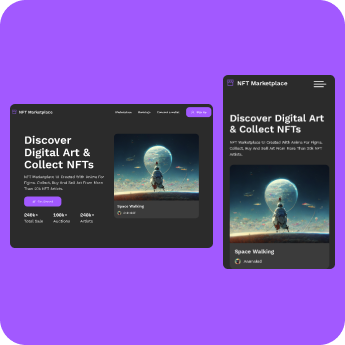 NFT Marketplace
Marketplace Rankings Connect a wallet Sign Up
Discover
Digital Art &
Collect NFTs
NFT Marketplace UI Created With Anima For
Figma. Collect, Buy And Sell Art From More
Than 20k NFT Artists.
Get Started
240k+ 100k+ 240k+
Total Sale Auctions Artists
Space Walking
Animakid
NFT Marketplace
Discover Digital Art
& Collect NFTs
NFT Marketplace UI Created With Anima For Figma.
Collect, Buy And Sell Art From More Than 20k NFT
Artists.
Space Walking
Animakid